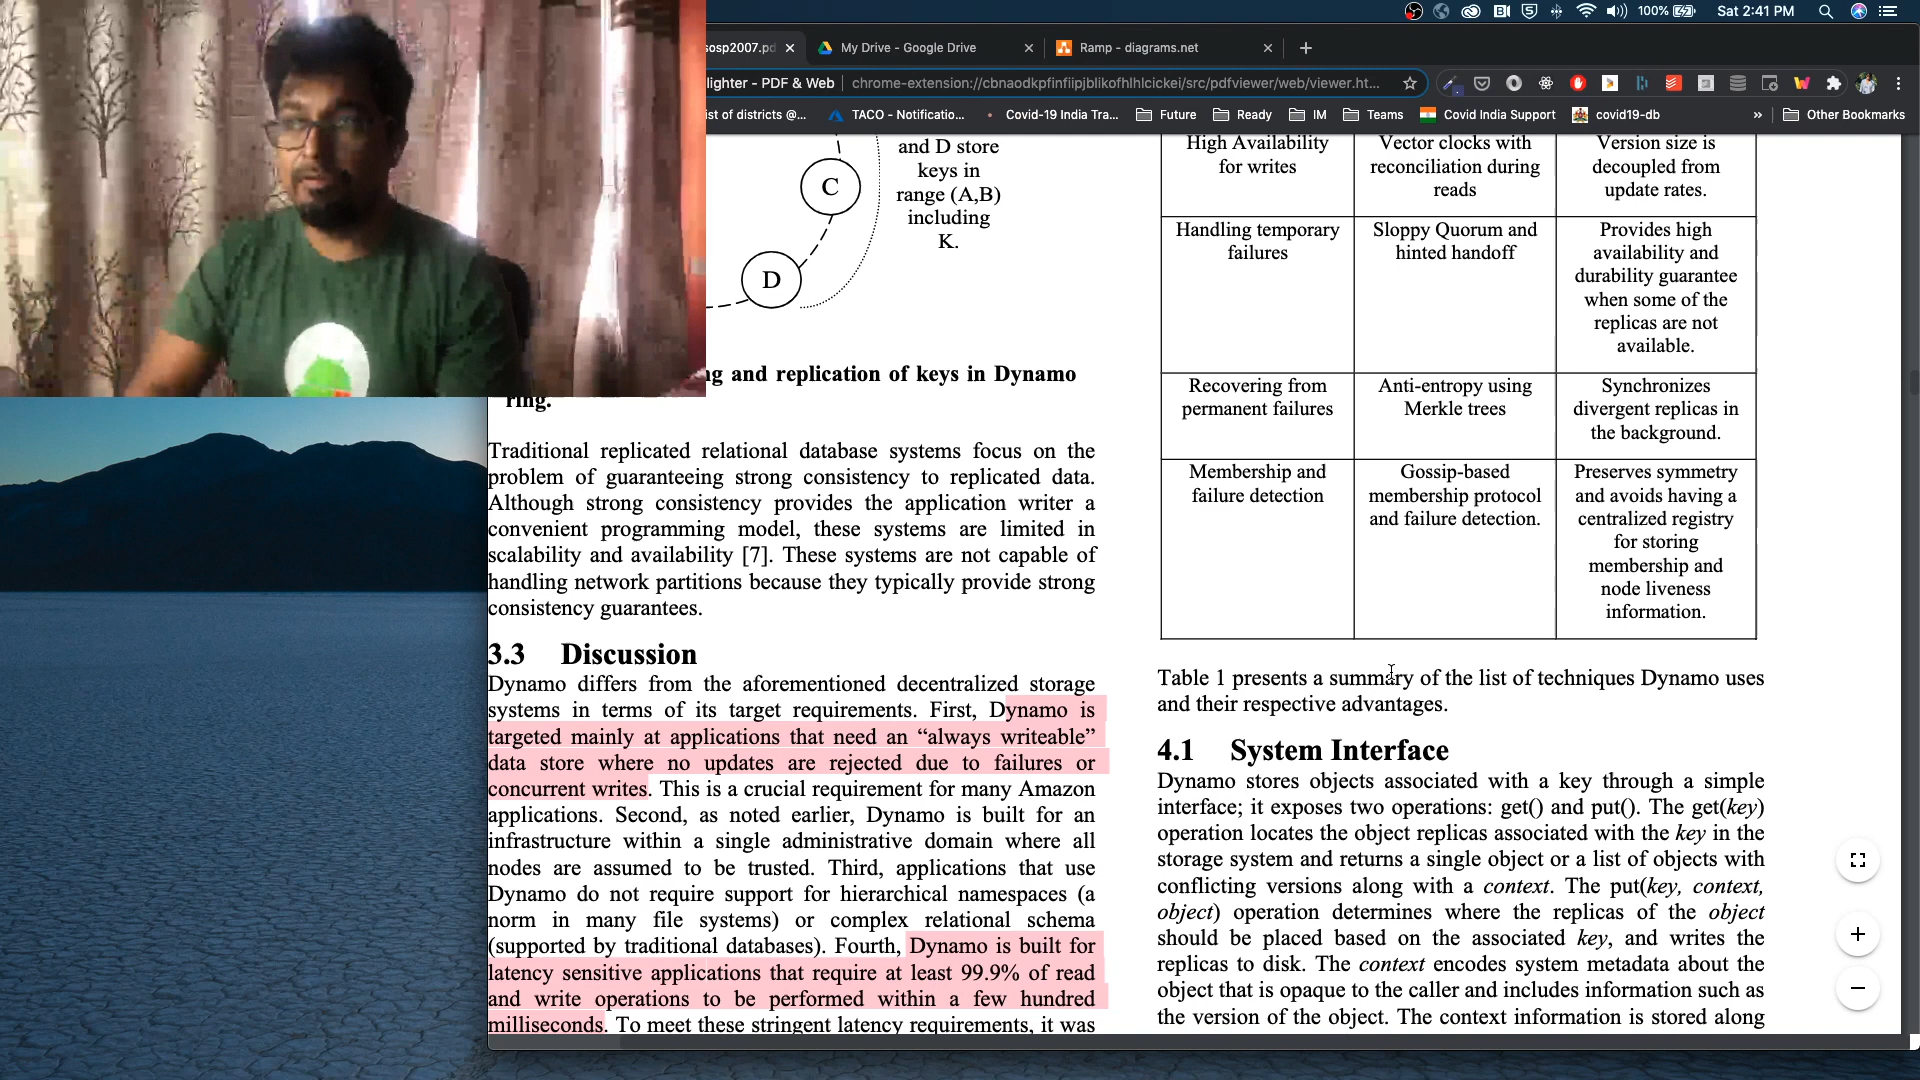 100%
Sat 2:41 PM
sosp2007.pd
My Drive - Google Drive
Ramp - diagrams.net
lighter - PDF & Web
chrome-extension://cbnaodkpfinfiipjblikofhlhlcickei/src/pdfviewer/web/viewer.ht...
ist of districts @...
TACO - Notificatio...
Covid-19 India Tra...
Future
Ready
IM
Teams
Covid India Support
covid19-db
»
Other Bookmarks
and D store
keys in
range (A,B)
including
K.
C
D
ng and replication of keys in Dynamo
ring.
Traditional replicated relational database systems focus on the
problem of guaranteeing strong consistency to replicated data.
Although strong consistency provides the application writer a
convenient programming model, these systems are limited in
scalability and availability [7]. These systems are not capable of
handling network partitions because they typically provide strong
consistency guarantees.
3.3 Discussion
Dynamo differs from the aforementioned decentralized storage
systems in terms of its target requirements. First, Dynamo is
targeted mainly at applications that need an “always writeable”
data store where no updates are rejected due to failures or
concurrent writes. This is a crucial requirement for many Amazon
applications. Second, as noted earlier, Dynamo is built for an
infrastructure within a single administrative domain where all
nodes are assumed to be trusted. Third, applications that use
Dynamo do not require support for hierarchical namespaces (a
norm in many file systems) or complex relational schema
(supported by traditional databases). Fourth, Dynamo is built for
latency sensitive applications that require at least 99.9% of read
and write operations to be performed within a few hundred
milliseconds. To meet these stringent latency requirements, it was
High Availability
for writes
Vector clocks with
reconciliation during
reads
Version size is
decoupled from
update rates.
Handling temporary
failures
Sloppy Quorum and
hinted handoff
Provides high
availability and
durability guarantee
when some of the
replicas are not
available.
Recovering from
permanent failures
Anti-entropy using
Merkle trees
Synchronizes
divergent replicas in
the background.
Membership and
failure detection
Gossip-based
membership protocol
and failure detection.
Preserves symmetry
and avoids having a
centralized registry
for storing
membership and
node liveness
information.
Table 1 presents a summary of the list of techniques Dynamo uses
and their respective advantages.
4.1 System Interface
Dynamo stores objects associated with a key through a simple
interface; it exposes two operations: get() and put(). The get(key)
operation locates the object replicas associated with the key in the
storage system and returns a single object or a list of objects with
conflicting versions along with a context. The put(key, context,
object) operation determines where the replicas of the object
should be placed based on the associated key, and writes the
replicas to disk. The context encodes system metadata about the
object that is opaque to the caller and includes information such as
the version of the object. The context information is stored along